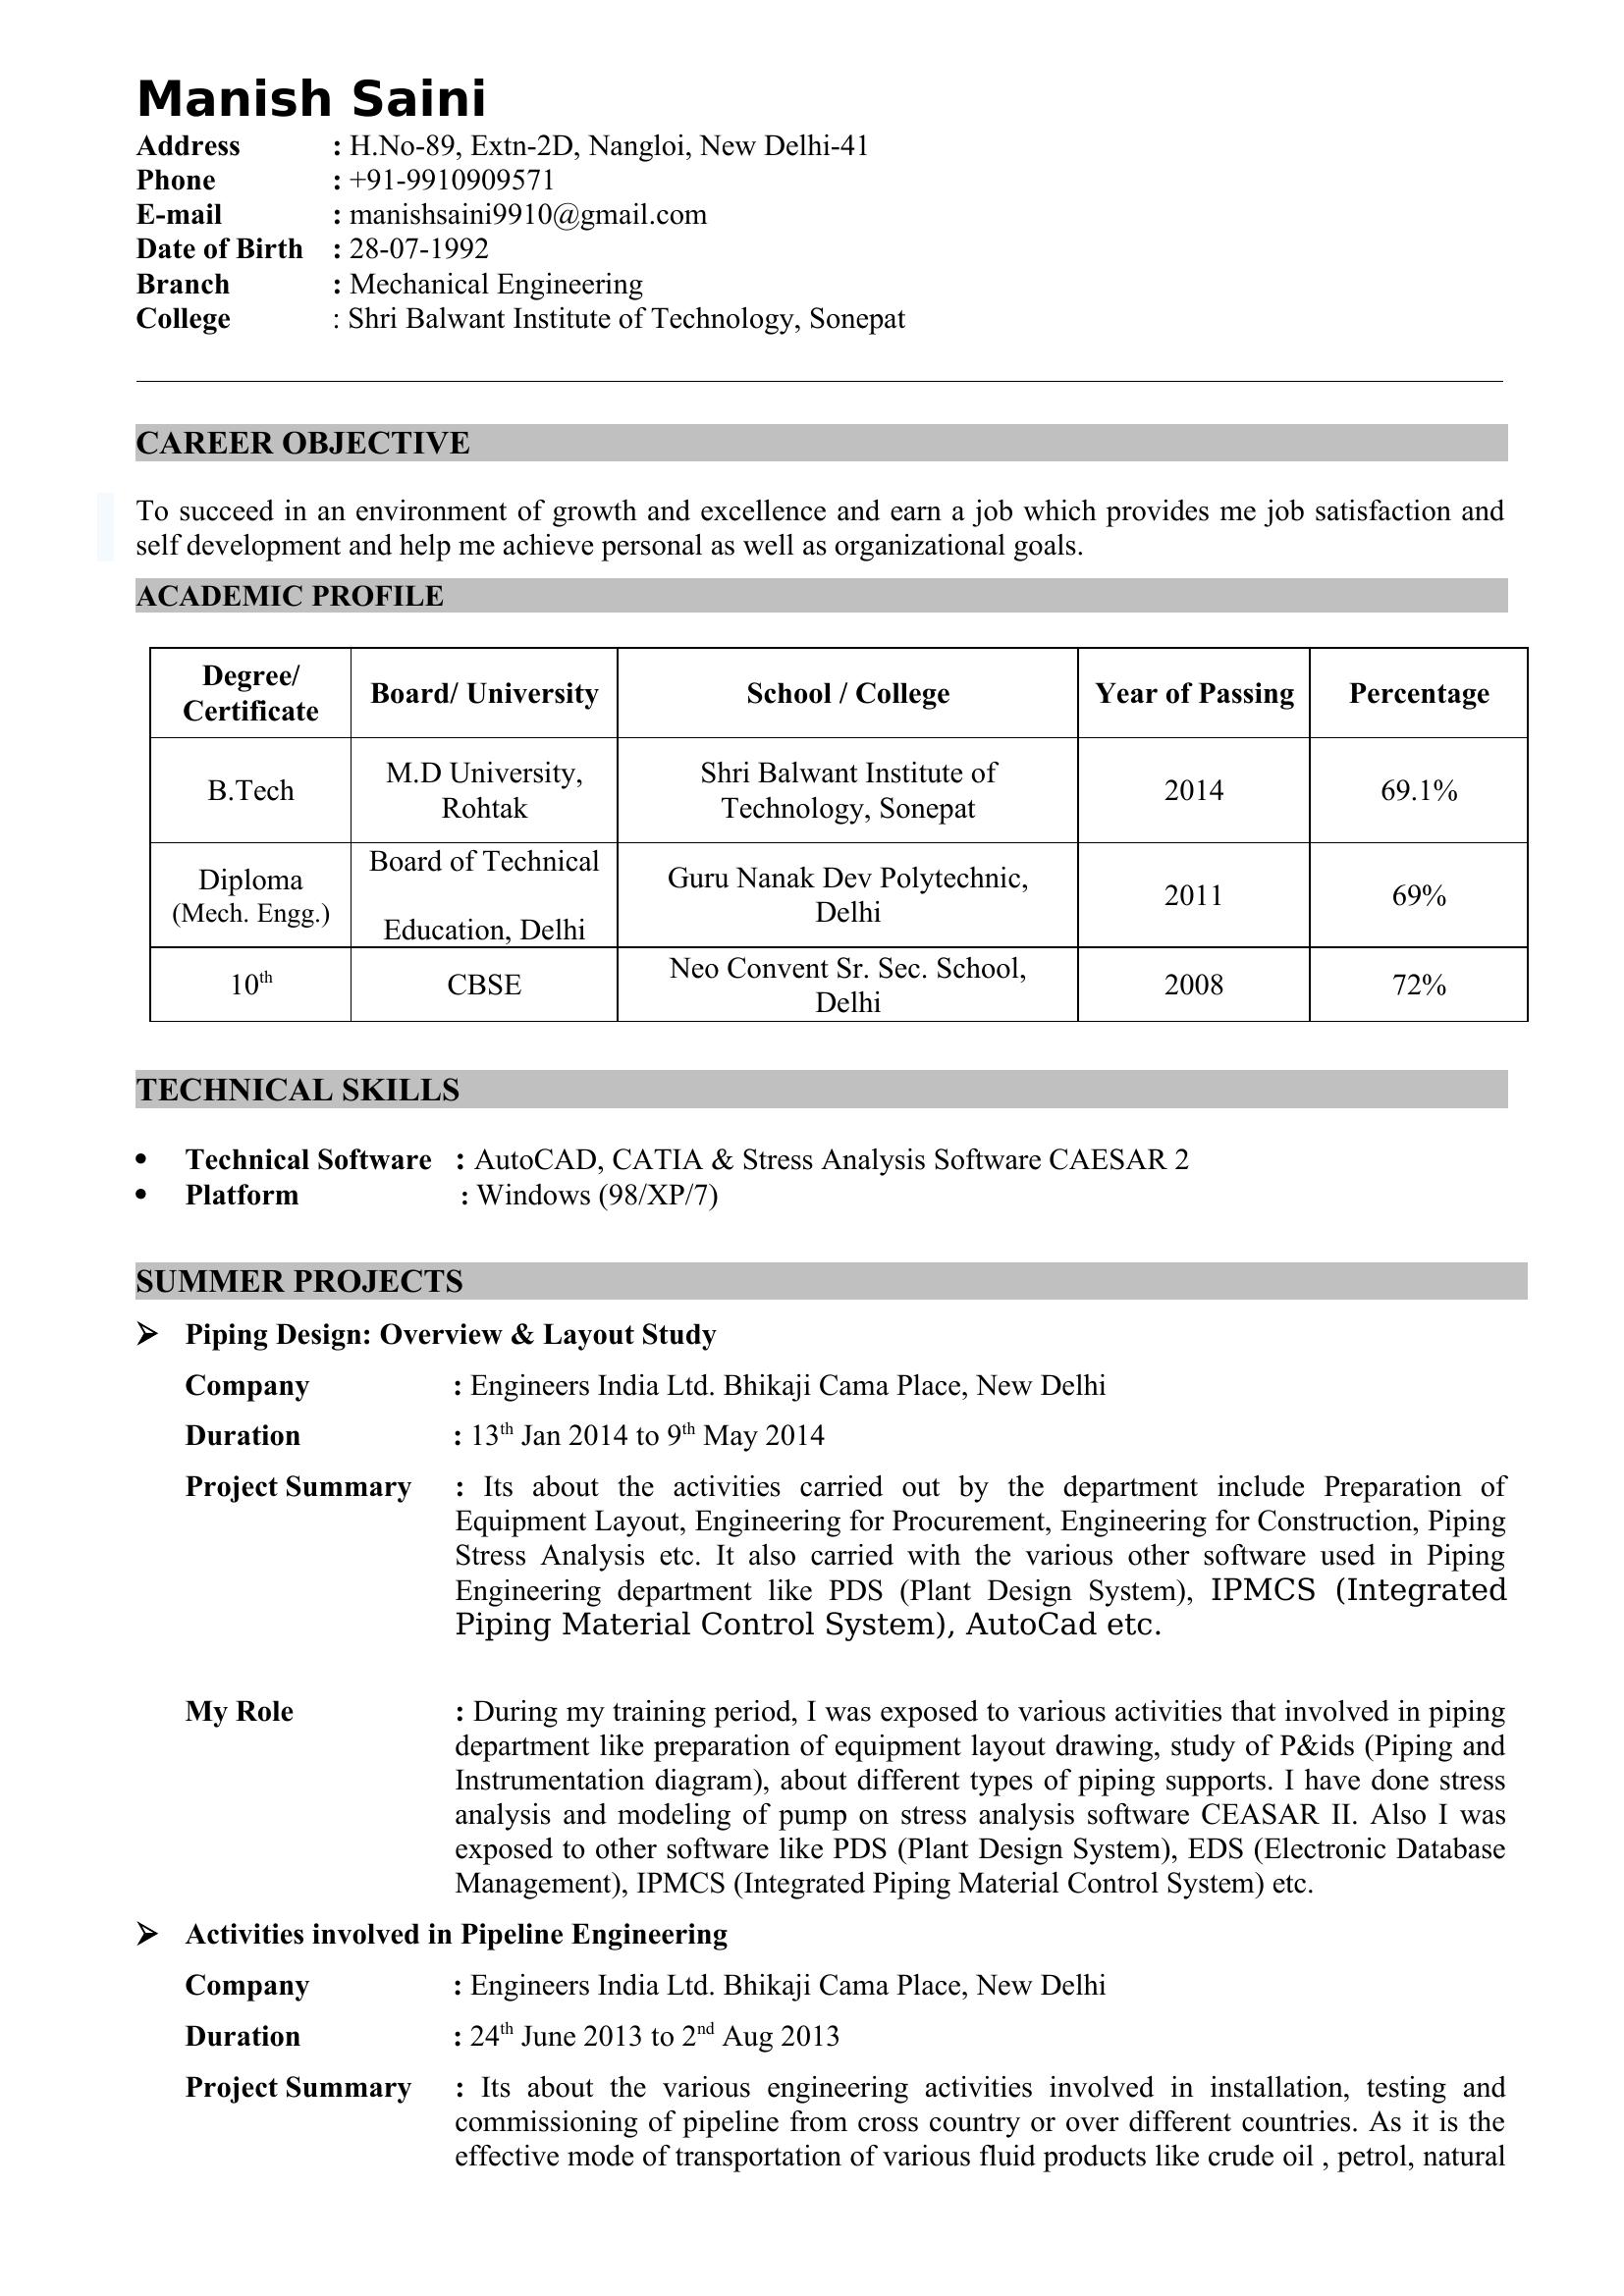 Manish Saini
Address : H.No-89, Extn-2D, Nangloi, New Delhi-41
Phone : +91-9910909571
E-mail : manishsaini9910@gmail.com
Date of Birth : 28-07-1992
Branch : Mechanical Engineering
College : Shri Balwant Institute of Technology, Sonepat
CAREER OBJECTIVE
To succeed in an environment of growth and excellence and earn a job which provides me job satisfaction and
self development and help me achieve personal as well as organizational goals.
ACADEMIC PROFILE
Degree/ Certificate | Board/ University | School / College | Year of Passing | Percentage
B.Tech | M.D University, Rohtak | Shri Balwant Institute of Technology, Sonepat | 2014 | 69.1%
Diploma (Mech. Engg.) | Board of Technical Education, Delhi | Guru Nanak Dev Polytechnic, Delhi | 2011 | 69%
10th | CBSE | Neo Convent Sr. Sec. School, Delhi | 2008 | 72%
TECHNICAL SKILLS
• Technical Software : AutoCAD, CATIA & Stress Analysis Software CAESAR 2
• Platform : Windows (98/XP/7)
SUMMER PROJECTS
➢ Piping Design: Overview & Layout Study
Company : Engineers India Ltd. Bhikaji Cama Place, New Delhi
Duration : 13th Jan 2014 to 9th May 2014
Project Summary : Its about the activities carried out by the department include Preparation of
Equipment Layout, Engineering for Procurement, Engineering for Construction, Piping
Stress Analysis etc. It also carried with the various other software used in Piping
Engineering department like PDS (Plant Design System), IPMCS (Integrated
Piping Material Control System), AutoCad etc.
My Role : During my training period, I was exposed to various activities that involved in piping
department like preparation of equipment layout drawing, study of P&ids (Piping and
Instrumentation diagram), about different types of piping supports. I have done stress
analysis and modeling of pump on stress analysis software CEASAR II. Also I was
exposed to other software like PDS (Plant Design System), EDS (Electronic Database
Management), IPMCS (Integrated Piping Material Control System) etc.
➢ Activities involved in Pipeline Engineering
Company : Engineers India Ltd. Bhikaji Cama Place, New Delhi
Duration : 24th June 2013 to 2nd Aug 2013
Project Summary : Its about the various engineering activities involved in installation, testing and
commissioning of pipeline from cross country or over different countries. As it is the
effective mode of transportation of various fluid products like crude oil , petrol, natural